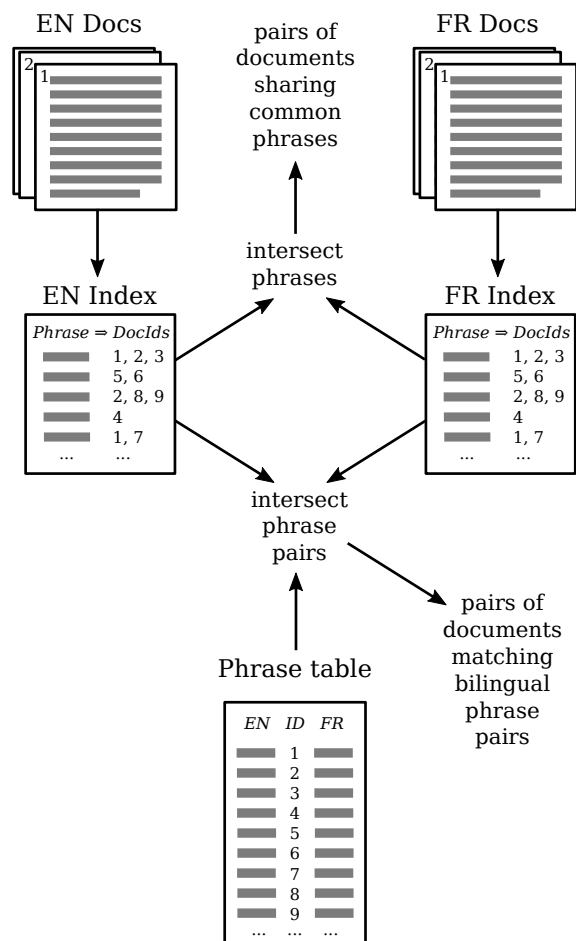 EN Docs
2
1
pairs of
documents
sharing
common
phrases
FR Docs
2
1
intersect
phrases
EN Index
Phrase ⇒ DocIds
1, 2, 3
5, 6
2, 8, 9
4
1, 7
... ...
FR Index
Phrase ⇒ DocIds
1, 2, 3
5, 6
2, 8, 9
4
1, 7
... ...
intersect
phrase
pairs
pairs of
documents
matching
bilingual
phrase
pairs
Phrase table
EN ID FR
1
2
3
4
5
6
7
8
9
... ... ...